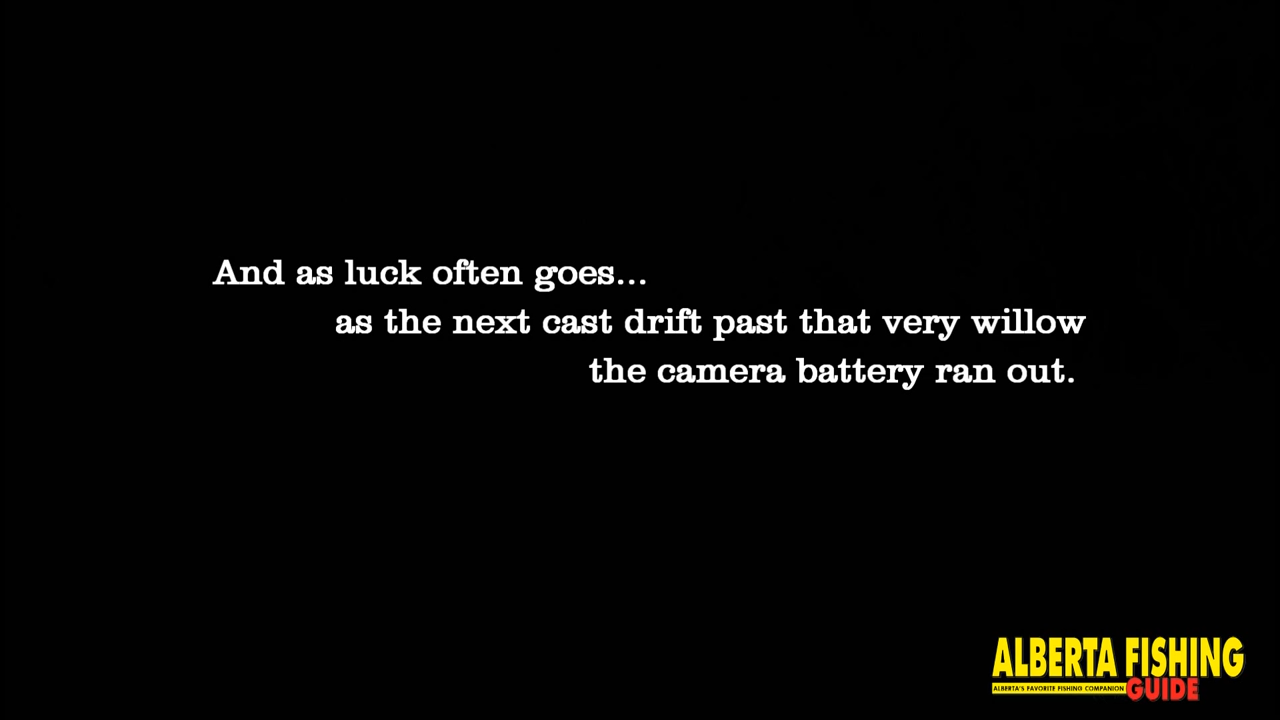 And as luck often goes...
as the next cast drift past that very willow
the camera battery ran out.
ALBERTA FISHING
ALBERTA'S FAVORITE FISHING COMPANION GUIDE